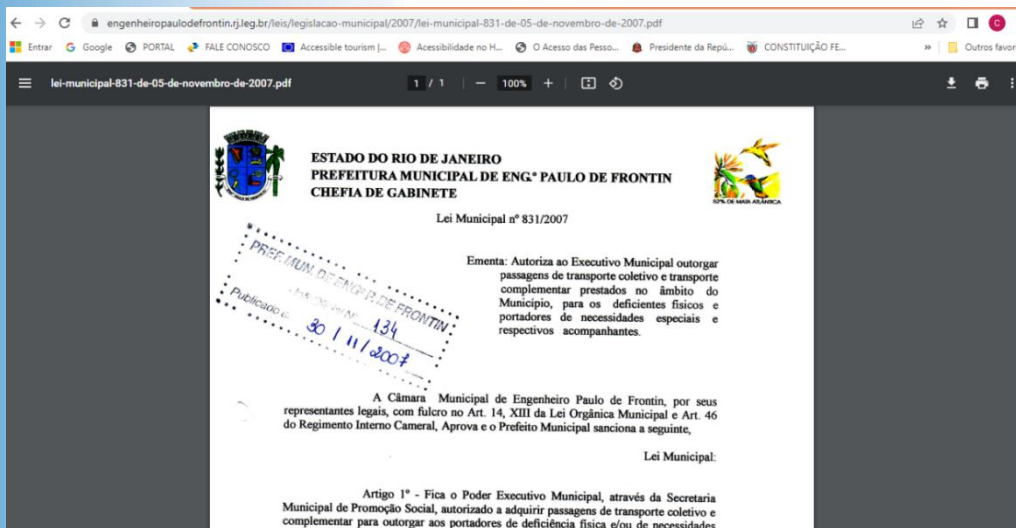 engenheiropaulodefrontin.rj.leg.br/leis/legislacao-municipal/2007/lei-municipal-831-de-05-de-novembro-de-2007.pdf
Entrar Google PORTAL FALE CONOSCO Accessible tourism |... Acessibilidade no H... O Acesso das Pesso... Presidente da Repú... CONSTITUIÇÃO FE... » Outros favori
lei-municipal-831-de-05-de-novembro-de-2007.pdf 1 / 1 — 100% +
ESTADO DO RIO DE JANEIRO
PREFEITURA MUNICIPAL DE ENG.º PAULO DE FRONTIN
CHEFIA DE GABINETE
52% DE MATA ATLÂNTICA
Lei Municipal nº 831/2007
PREF. MUN. DE ENGº P. DE FRONTIN
Nº 134
Publicado
30 / 11 / 2007
Ementa: Autoriza ao Executivo Municipal outorgar
passagens de transporte coletivo e transporte
complementar prestados no âmbito do
Município, para os deficientes físicos e
portadores de necessidades especiais e
respectivos acompanhantes.
A Câmara Municipal de Engenheiro Paulo de Frontin, por seus
representantes legais, com fulcro no Art. 14, XIII da Lei Orgânica Municipal e Art. 46
do Regimento Interno Cameral, Aprova e o Prefeito Municipal sanciona a seguinte,
Lei Municipal:
Artigo 1º - Fica o Poder Executivo Municipal, através da Secretaria
Municipal de Promoção Social, autorizado a adquirir passagens de transporte coletivo e
complementar para outorgar aos portadores de deficiência física e/ou de necessidades